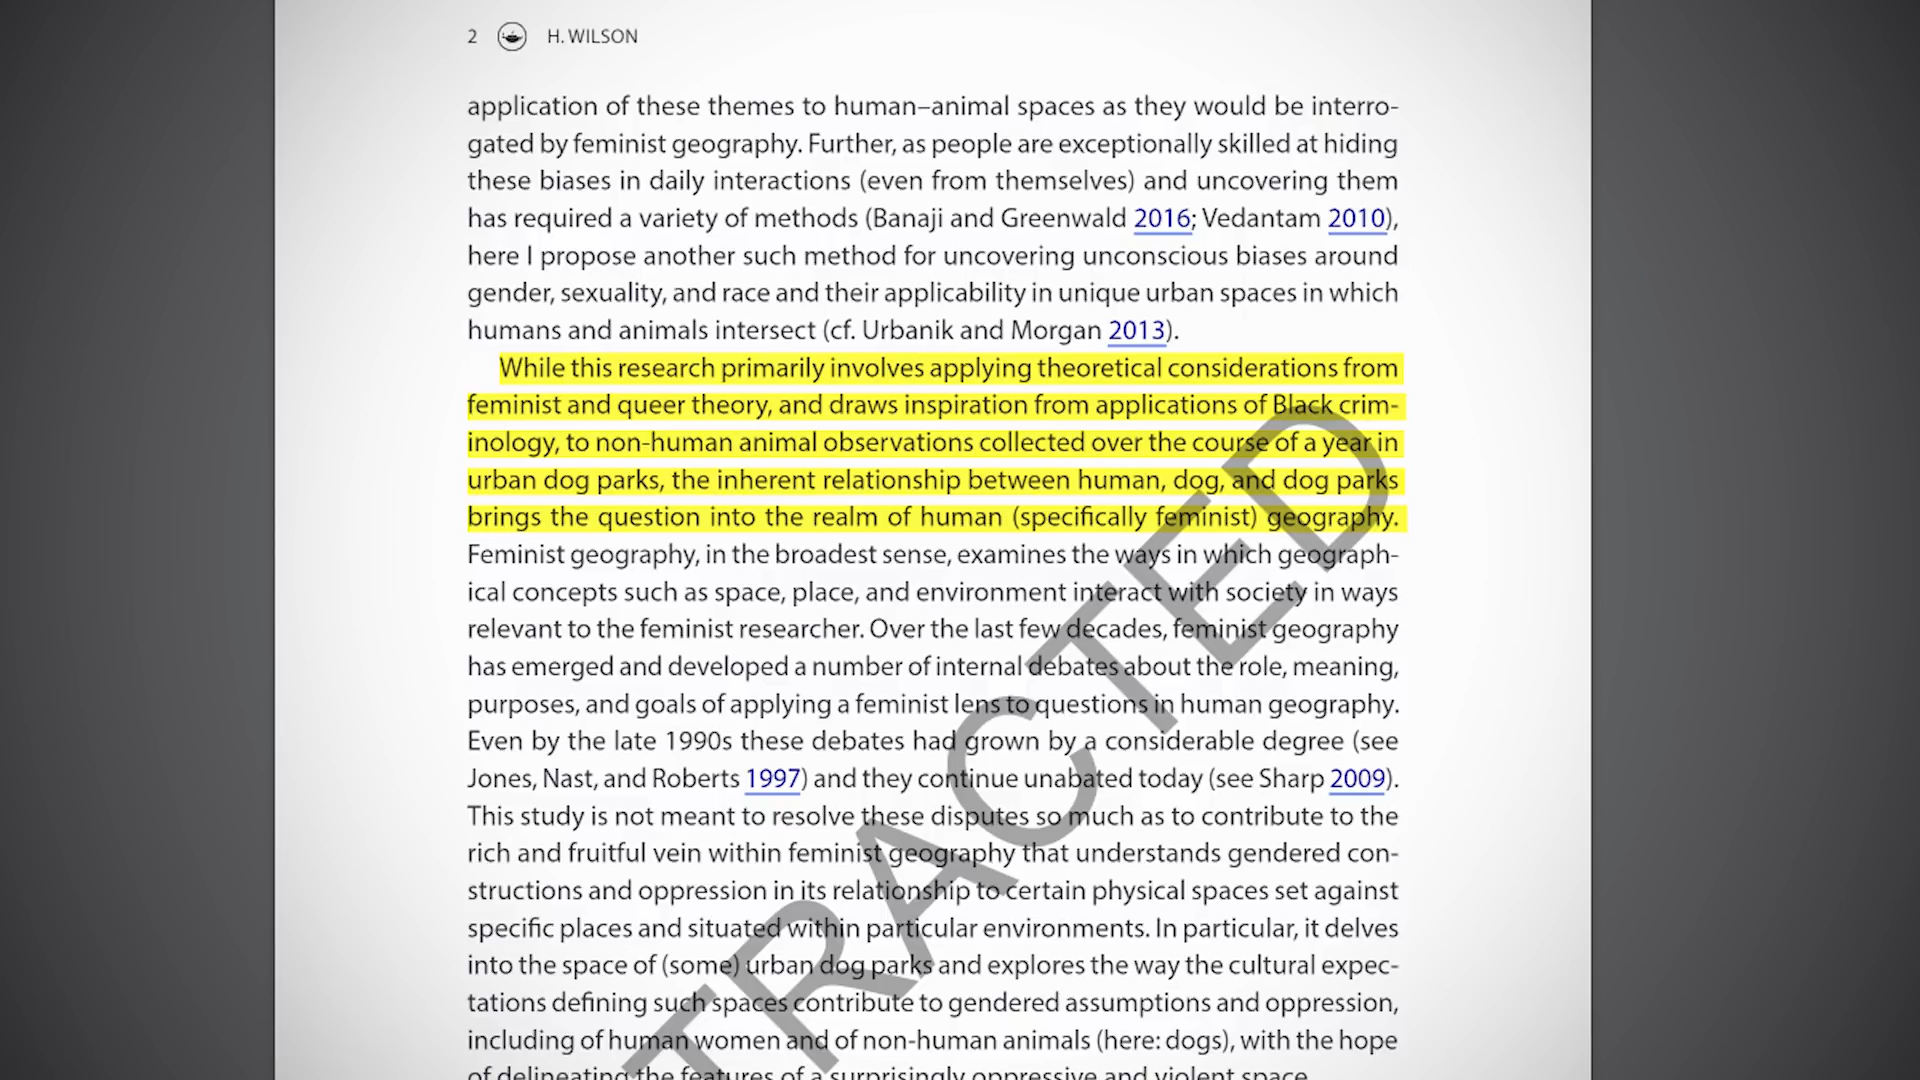 2 H. WILSON
application of these themes to human–animal spaces as they would be interro-
gated by feminist geography. Further, as people are exceptionally skilled at hiding
these biases in daily interactions (even from themselves) and uncovering them
has required a variety of methods (Banaji and Greenwald 2016; Vedantam 2010),
here I propose another such method for uncovering unconscious biases around
gender, sexuality, and race and their applicability in unique urban spaces in which
humans and animals intersect (cf. Urbanik and Morgan 2013).
While this research primarily involves applying theoretical considerations from
feminist and queer theory, and draws inspiration from applications of Black crim-
inology, to non-human animal observations collected over the course of a year in
urban dog parks, the inherent relationship between human, dog, and dog parks
brings the question into the realm of human (specifically feminist) geography.
Feminist geography, in the broadest sense, examines the ways in which geograph-
ical concepts such as space, place, and environment interact with society in ways
relevant to the feminist researcher. Over the last few decades, feminist geography
has emerged and developed a number of internal debates about the role, meaning,
purposes, and goals of applying a feminist lens to questions in human geography.
Even by the late 1990s these debates had grown by a considerable degree (see
Jones, Nast, and Roberts 1997) and they continue unabated today (see Sharp 2009).
This study is not meant to resolve these disputes so much as to contribute to the
rich and fruitful vein within feminist geography that understands gendered con-
structions and oppression in its relationship to certain physical spaces set against
specific places and situated within particular environments. In particular, it delves
into the space of (some) urban dog parks and explores the way the cultural expec-
tations defining such spaces contribute to gendered assumptions and oppression,
including of human women and of non-human animals (here: dogs), with the hope
of delineating the features of a surprisingly oppressive and violent space.
TRACTED